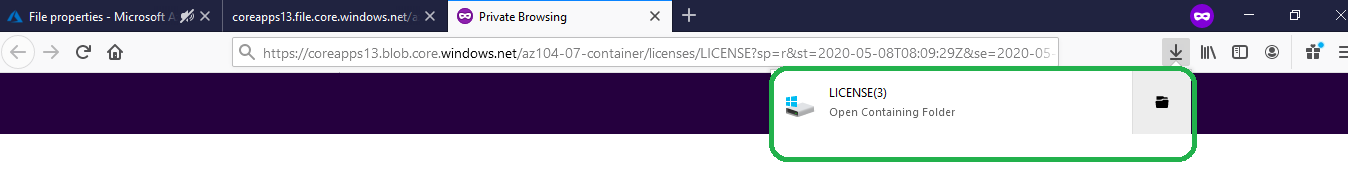 File properties - Microsoft A
coreapps13.file.core.windows.net/a
Private Browsing
https://coreapps13.blob.core.windows.net/az104-07-container/licenses/LICENSE?sp=r&st=2020-05-08T08:09:29Z&se=2020-05-
LICENSE(3)
Open Containing Folder